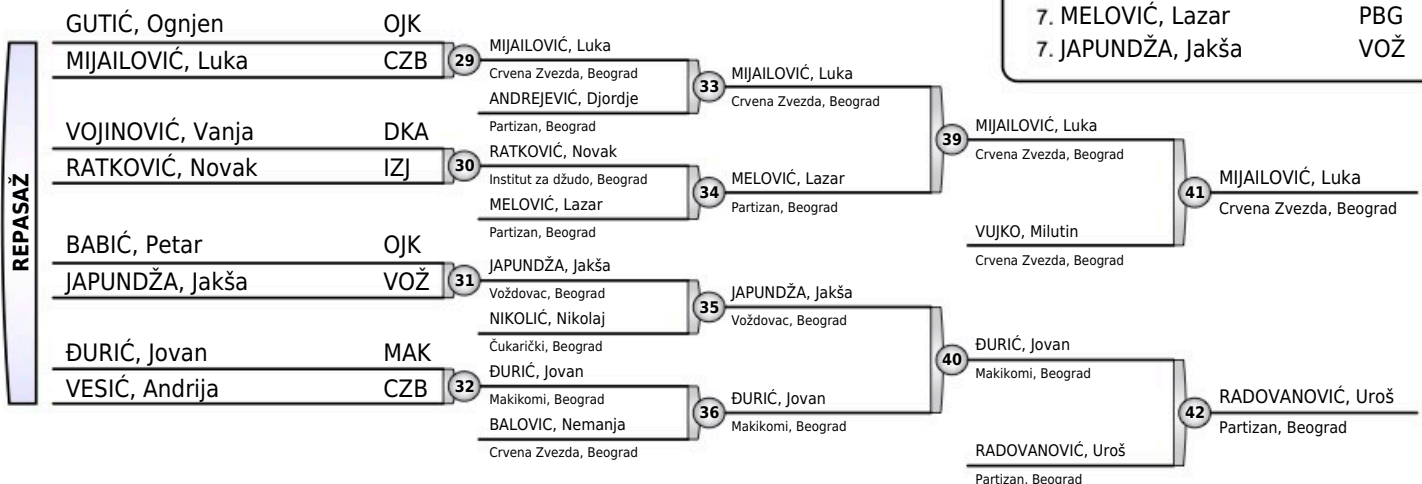 7. MELOVIĆ, Lazar PBG
7. JAPUNDŽA, Jakša VOŽ
REPASAŽ
GUTIĆ, Ognjen OJK
MIJAILOVIĆ, Luka CZB
29
VOJINOVIĆ, Vanja DKA
RATKOVIĆ, Novak IZJ
30
BABIĆ, Petar OJK
JAPUNDŽA, Jakša VOŽ
31
ĐURIĆ, Jovan MAK
VESIĆ, Andrija CZB
32
MIJAILOVIĆ, Luka
Crvena Zvezda, Beograd
ANDREJEVIĆ, Djordje
Partizan, Beograd
33
RATKOVIĆ, Novak
Institut za džudo, Beograd
MELOVIĆ, Lazar
Partizan, Beograd
34
JAPUNDŽA, Jakša
Voždovac, Beograd
NIKOLIĆ, Nikolaj
Čukarički, Beograd
35
ĐURIĆ, Jovan
Makikomi, Beograd
BALOVIC, Nemanja
Crvena Zvezda, Beograd
36
MIJAILOVIĆ, Luka
Crvena Zvezda, Beograd
39
MELOVIĆ, Lazar
Partizan, Beograd
JAPUNDŽA, Jakša
Voždovac, Beograd
40
ĐURIĆ, Jovan
Makikomi, Beograd
MIJAILOVIĆ, Luka
Crvena Zvezda, Beograd
41
VUJKO, Milutin
Crvena Zvezda, Beograd
ĐURIĆ, Jovan
Makikomi, Beograd
42
RADOVANOVIĆ, Uroš
Partizan, Beograd
MIJAILOVIĆ, Luka
Crvena Zvezda, Beograd
RADOVANOVIĆ, Uroš
Partizan, Beograd